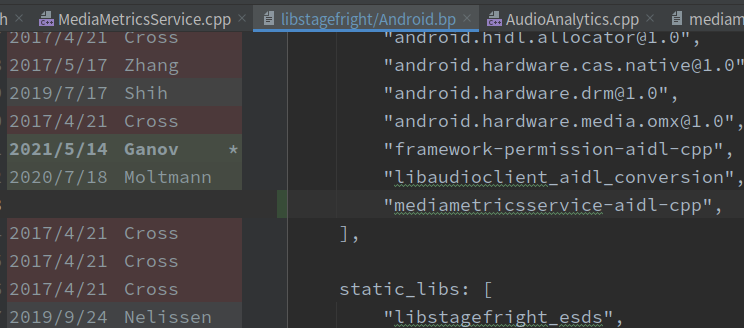 h × MediaMetricsService.cpp × libstagefright/Android.bp × AudioAnalytics.cpp × mediam
2017/4/21 Cross "android.hidl.allocator@1.0",
2017/5/17 Zhang "android.hardware.cas.native@1.0"
2019/7/17 Shih "android.hardware.drm@1.0",
2017/4/21 Cross "android.hardware.media.omx@1.0",
2021/5/14 Ganov * "framework-permission-aidl-cpp",
2020/7/18 Moltmann "libaudioclient_aidl_conversion",
"mediametricsservice-aidl-cpp",
2017/4/21 Cross ],
2017/4/21 Cross
2017/4/21 Cross static_libs: [
2019/9/24 Nelissen "libstagefright_esds",